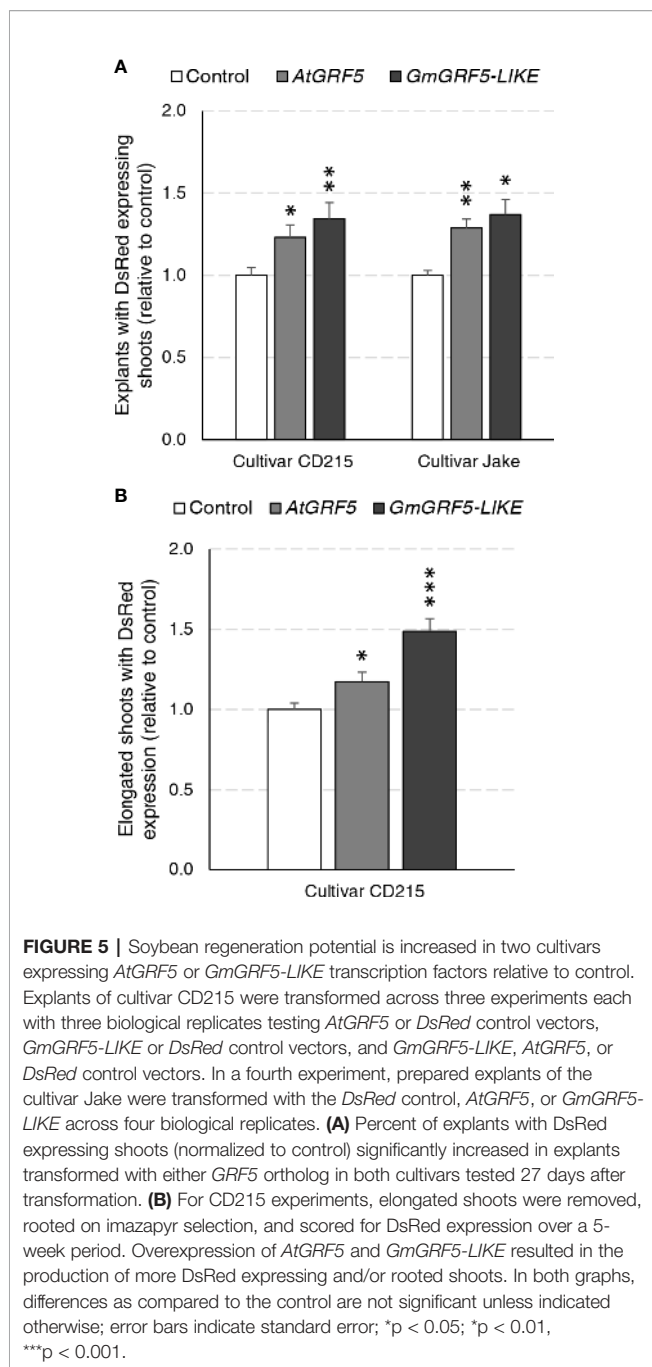 A
Control AtGRF5 GmGRF5-LIKE
2.0
1.5
1.0
0.5
0.0
Explants with DsRed expressing
shoots (relative to control)
* ** ** *
Cultivar CD215 Cultivar Jake
B
Control AtGRF5 GmGRF5-LIKE
2.0
1.5
1.0
0.5
0.0
Elongated shoots with DsRed
expression (relative to control)
* ***
Cultivar CD215
FIGURE 5 | Soybean regeneration potential is increased in two cultivars
expressing AtGRF5 or GmGRF5-LIKE transcription factors relative to control.
Explants of cultivar CD215 were transformed across three experiments each
with three biological replicates testing AtGRF5 or DsRed control vectors,
GmGRF5-LIKE or DsRed control vectors, and GmGRF5-LIKE, AtGRF5, or
DsRed control vectors. In a fourth experiment, prepared explants of the
cultivar Jake were transformed with the DsRed control, AtGRF5, or GmGRF5-
LIKE across four biological replicates. (A) Percent of explants with DsRed
expressing shoots (normalized to control) significantly increased in explants
transformed with either GRF5 ortholog in both cultivars tested 27 days after
transformation. (B) For CD215 experiments, elongated shoots were removed,
rooted on imazapyr selection, and scored for DsRed expression over a 5-
week period. Overexpression of AtGRF5 and GmGRF5-LIKE resulted in the
production of more DsRed expressing and/or rooted shoots. In both graphs,
differences as compared to the control are not significant unless indicated
otherwise; error bars indicate standard error; *p < 0.05; *p < 0.01,
***p < 0.001.